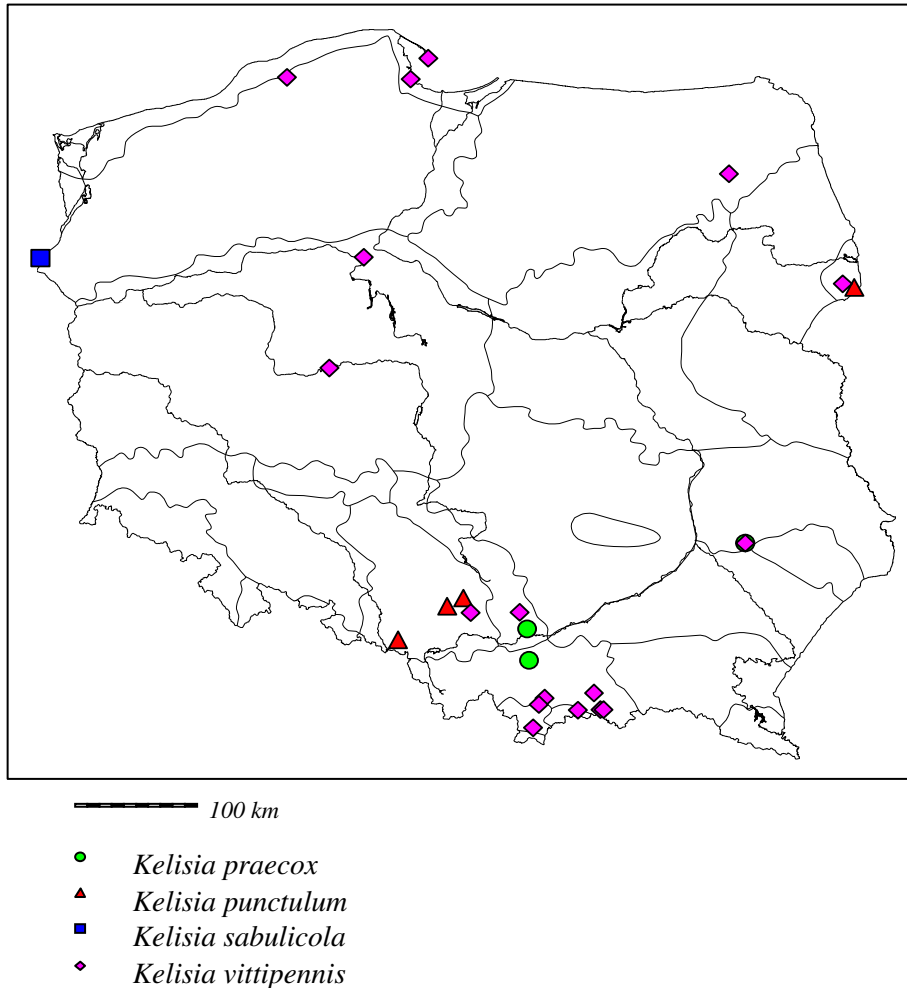 100 km
Kelisia praecox
Kelisia punctulum
Kelisia sabulicola
Kelisia vittipennis